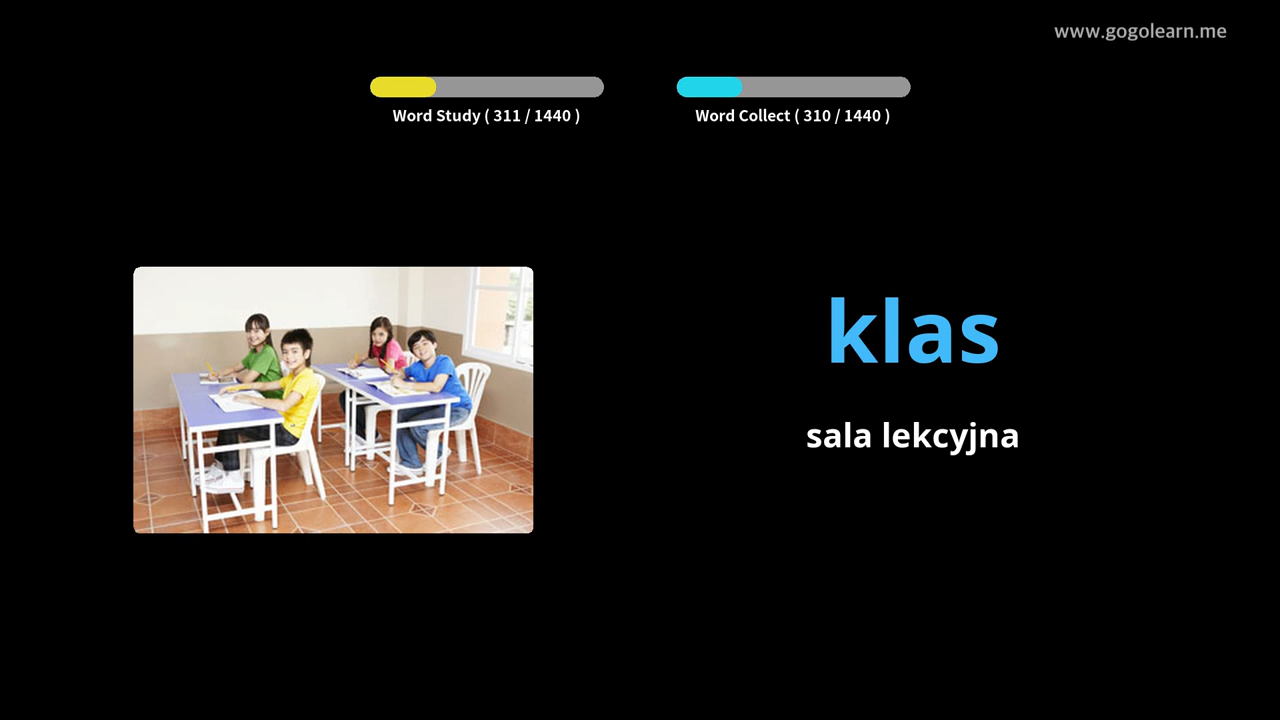 www.gogolearn.me
Word Study ( 311 / 1440 )
Word Collect ( 310 / 1440 )
klas
sala lekcyjna